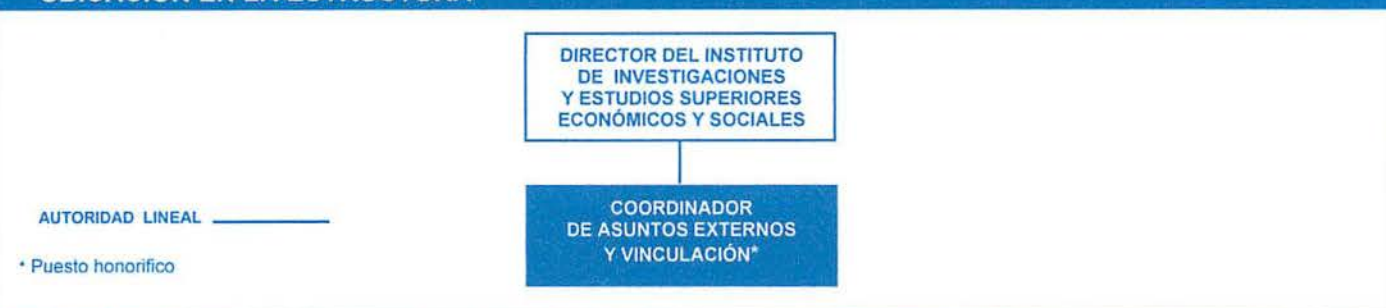 DIRECTOR DEL INSTITUTO
DE INVESTIGACIONES
Y ESTUDIOS SUPERIORES
ECONÓMICOS Y SOCIALES
COORDINADOR
DE ASUNTOS EXTERNOS
Y VINCULACIÓN*
AUTORIDAD LINEAL
* Puesto honorifico